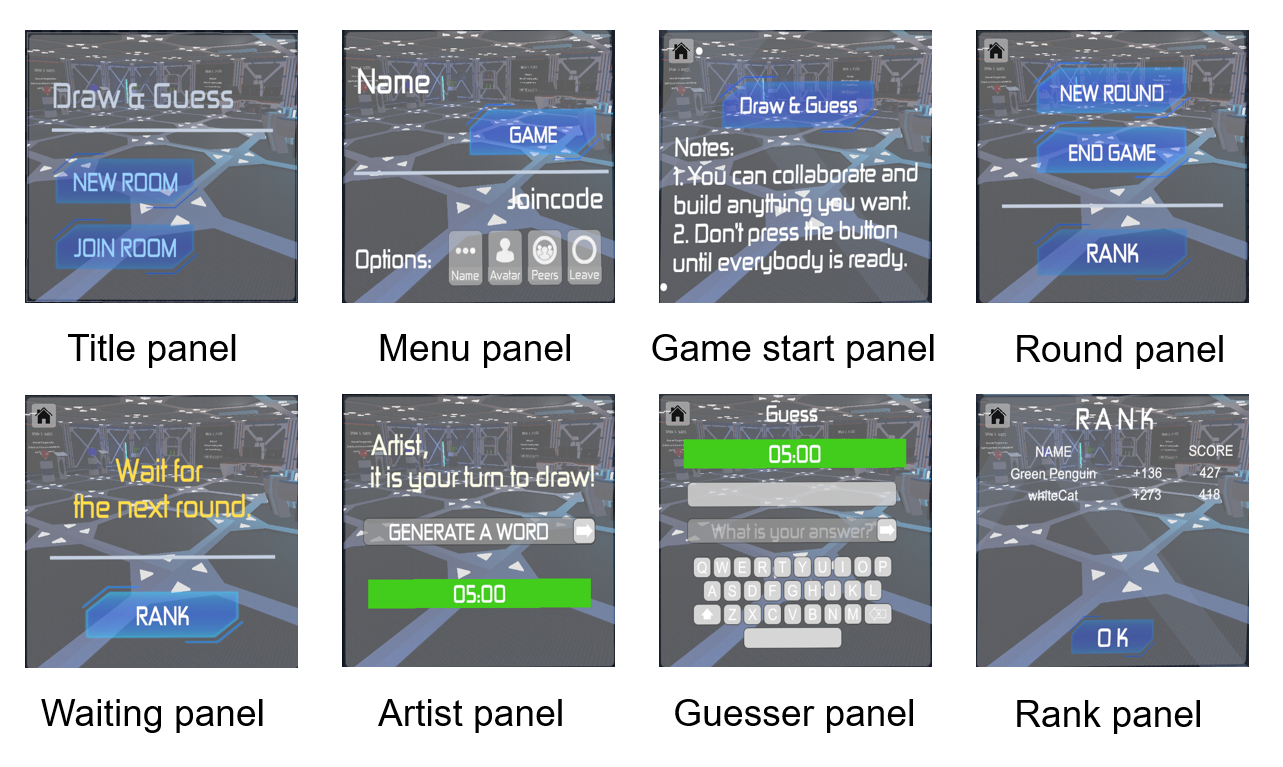 Draw & Guess
NEW ROOM
JOIN ROOM
Title panel
Name
GAME
Joincode
Options:
Name
Avatar
Peers
Leave
Menu panel
Draw & Guess
Notes:
1. You can collaborate and
build anything you want.
2. Don't press the button
until everybody is ready.
Game start panel
NEW ROUND
END GAME
RANK
Round panel
Wait for
the next round.
RANK
Waiting panel
Artist,
it is your turn to draw!
GENERATE A WORD
05:00
Artist panel
Guess
05:00
What is your answer?
Q W E R T Y U I O P
A S D F G H J K L
Z X C V B N M
Guesser panel
RANK
NAME SCORE
Green Penguin +136 427
whiteCat +273 418
OK
Rank panel